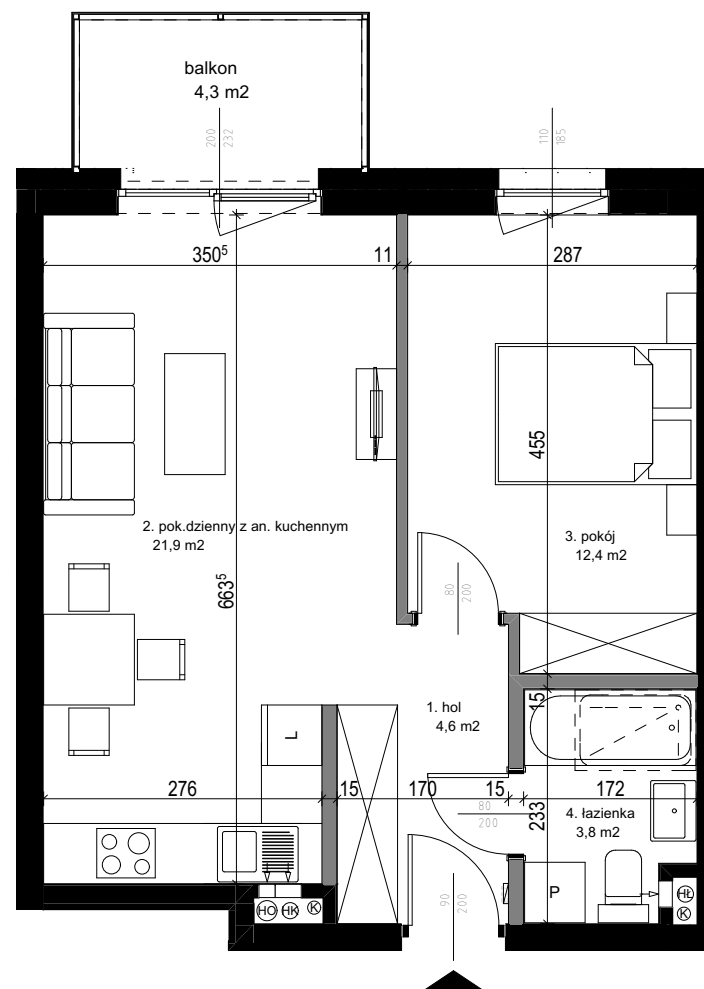 balkon
4,3 m2
200
232
110
185
350⁵
11
287
455
2. pok.dzienny z an. kuchennym
21,9 m2
3. pokój
12,4 m2
663⁵
80
200
1. hol
4,6 m2
15
L
276
15
170
15
172
80
200
233
4. łazienka
3,8 m2
P
90
200
HO
HK
K
HŁ
K